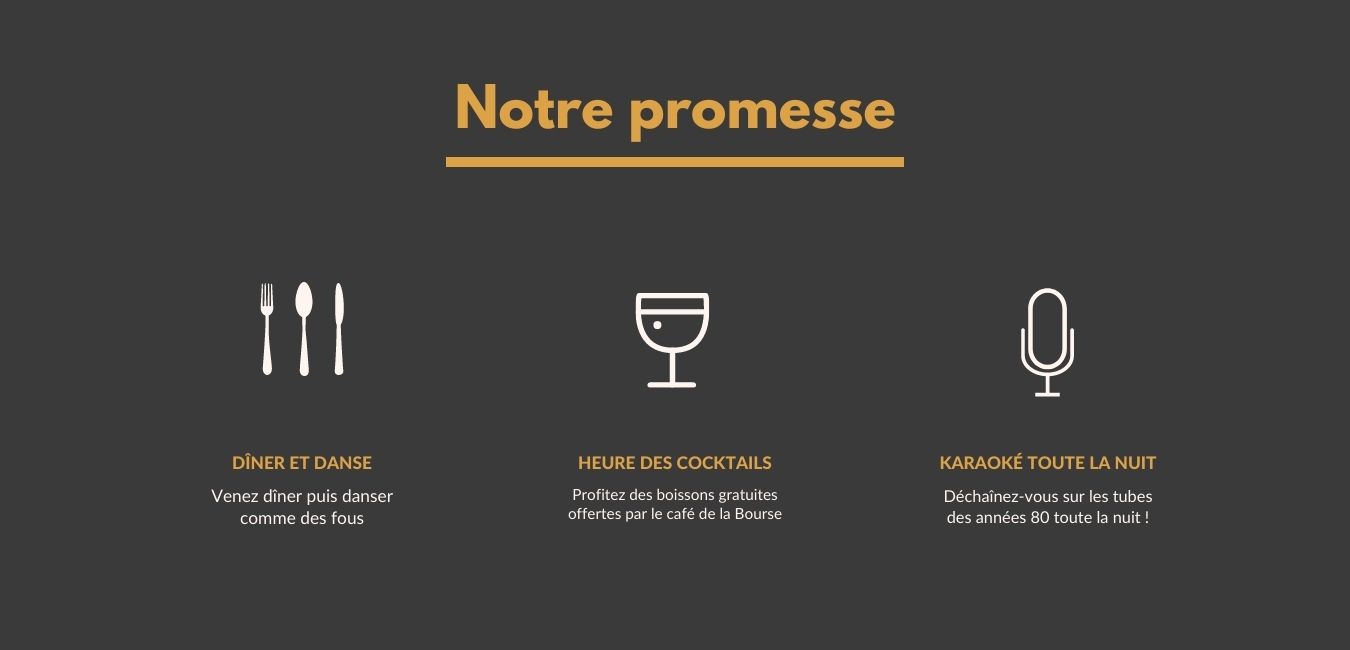 Notre promesse
DÎNER ET DANSE
Venez dîner puis danser
comme des fous
HEURE DES COCKTAILS
Profitez des boissons gratuites
offertes par le café de la Bourse
KARAOKÉ TOUTE LA NUIT
Déchaînez-vous sur les tubes
des années 80 toute la nuit !